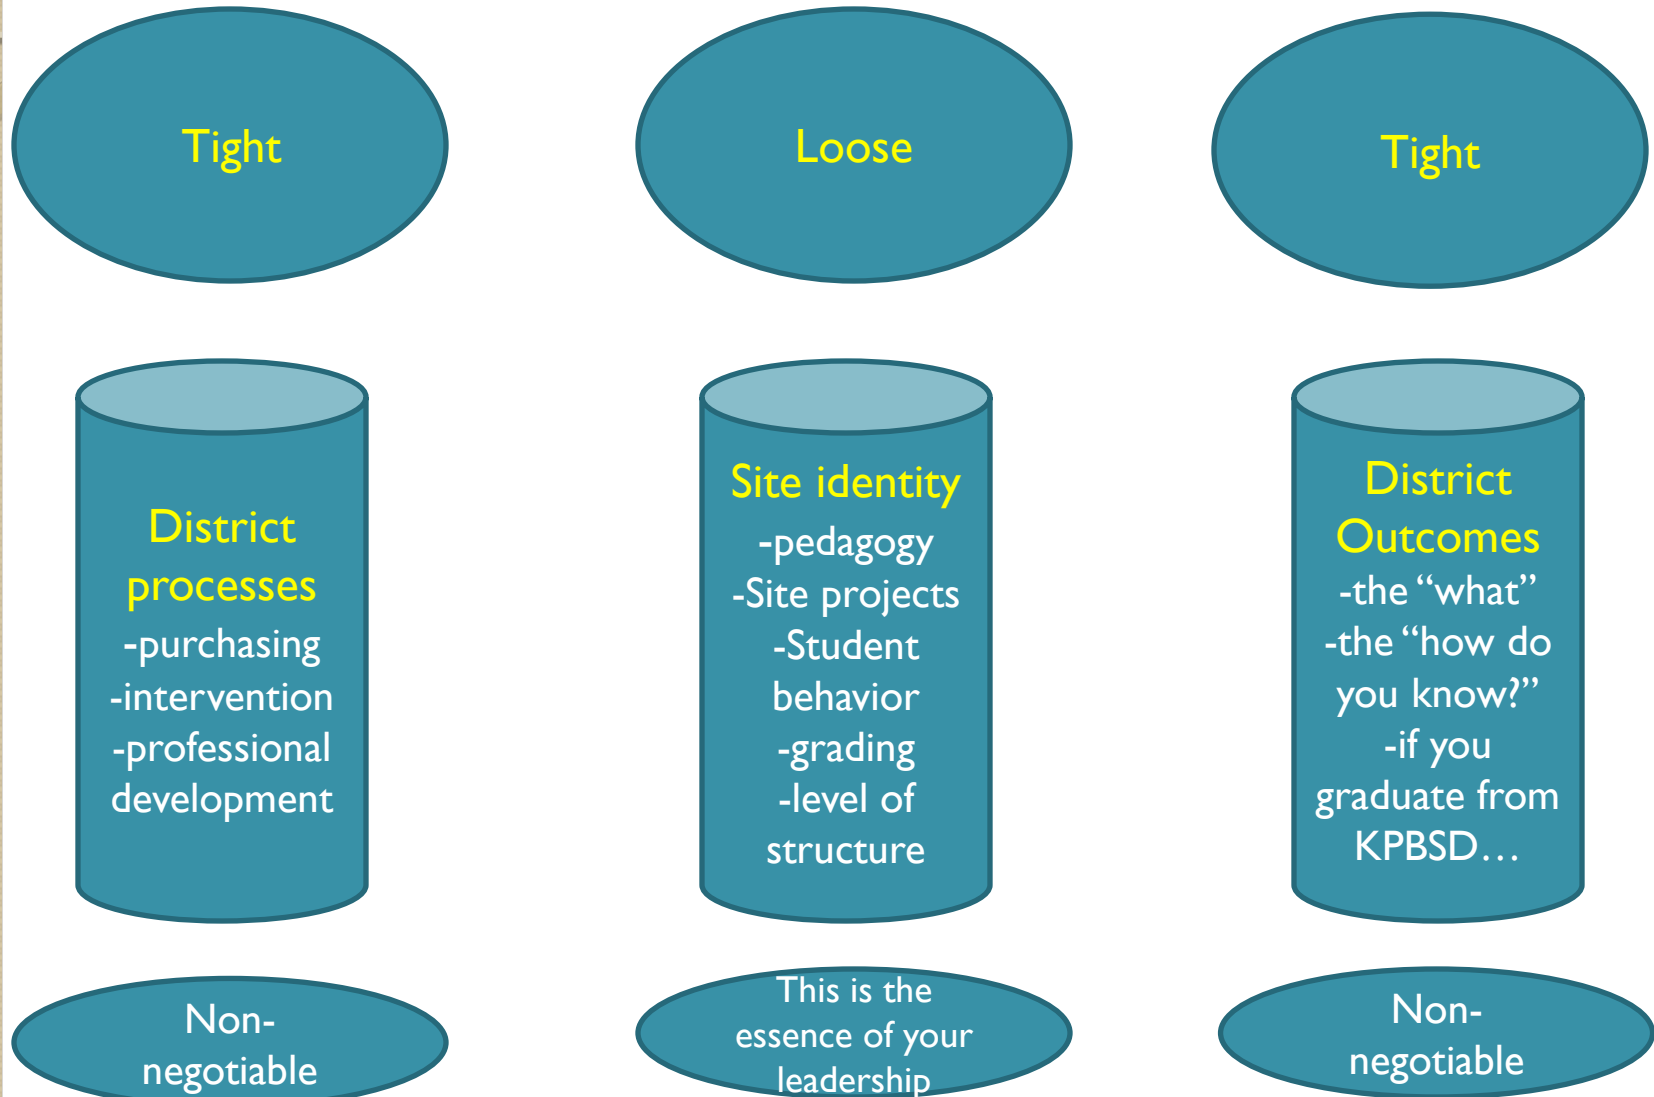 Tight
Loose
Tight
District
processes
-purchasing
-intervention
-professional
development
Site identity
-pedagogy
-Site projects
-Student
behavior
-grading
-level of
structure
District
Outcomes
-the “what”
-the “how do
you know?”
-if you
graduate from
KPBSD…
Non-
negotiable
This is the
essence of your
leadership
Non-
negotiable